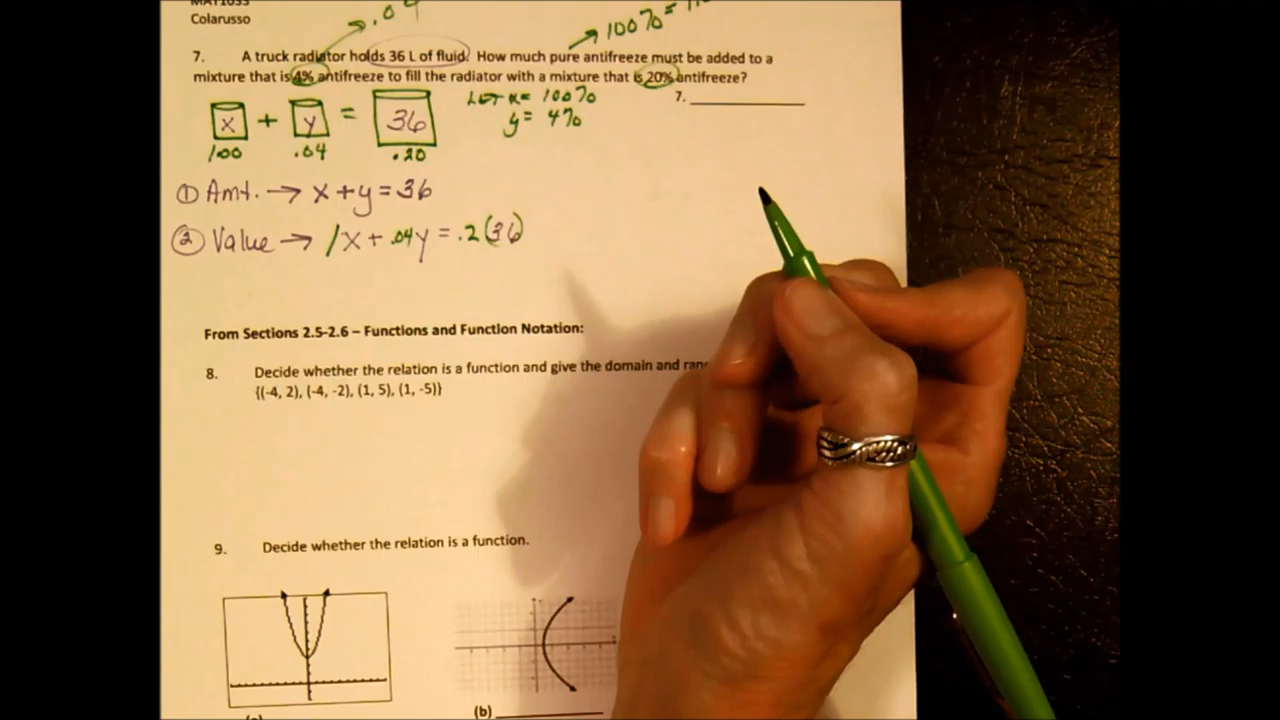 Colarusso
.04
100% =
7. A truck radiator holds 36 L of fluid. How much pure antifreeze must be added to a
mixture that is 4% antifreeze to fill the radiator with a mixture that is 20% antifreeze?
7.
x + y = 36
1.00 .04 .20
Let x = 100%
y = 4%
① Amt. → x + y = 36
② Value → 1x + .04y = .2(36)
From Sections 2.5-2.6 – Functions and Function Notation:
8. Decide whether the relation is a function and give the domain and
{(-4, 2), (-4, -2), (1, 5), (1, -5)}
9. Decide whether the relation is a function.
(b)